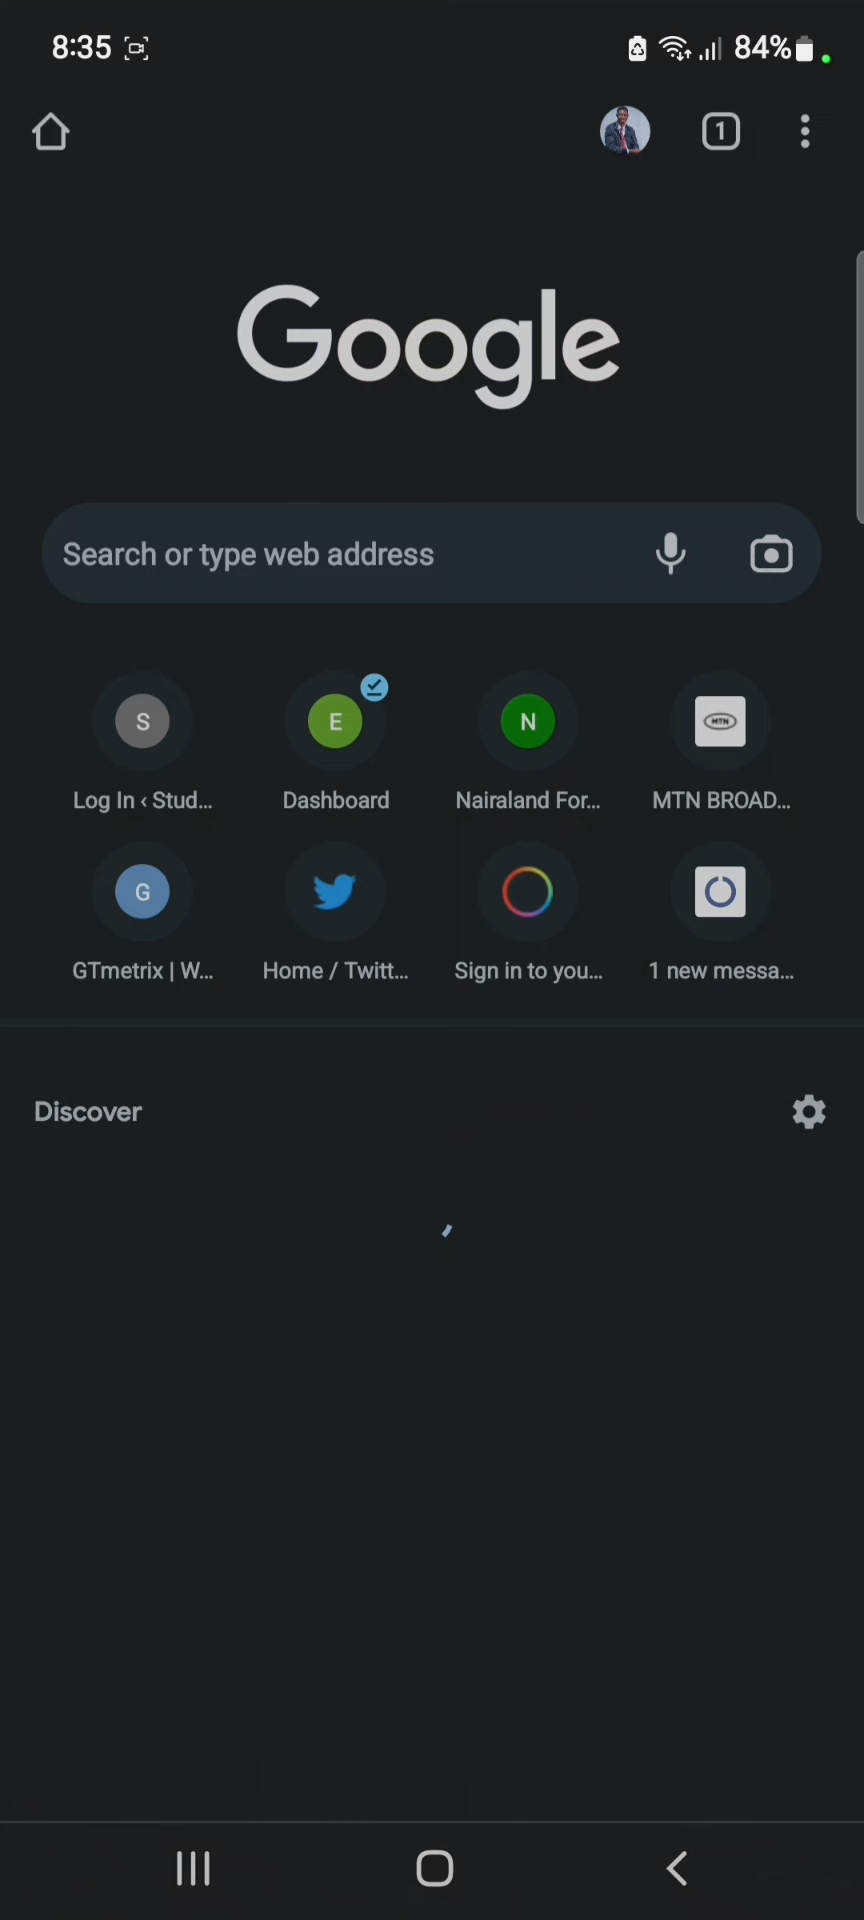 8:35 84%
1
Google
Search or type web address
S E N MTN
Log In ‹ Stud... Dashboard Nairaland For... MTN BROAD...
G
GTmetrix | W... Home / Twitt... Sign in to you... 1 new messa...
Discover